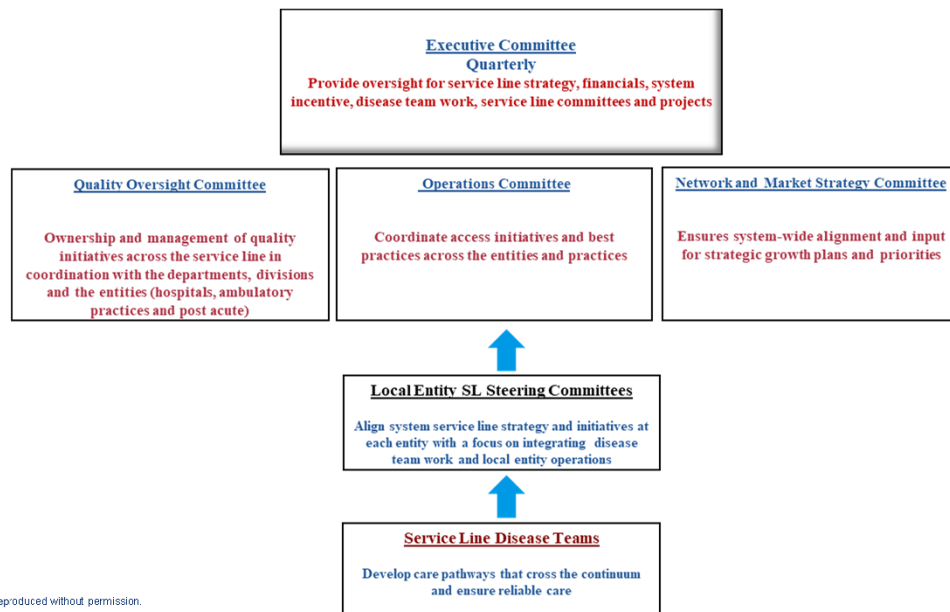 Executive Committee
Quarterly
Provide oversight for service line strategy, financials, system
incentive, disease team work, service line committees and projects
Quality Oversight Committee
Ownership and management of quality
initiatives across the service line in
coordination with the departments, divisions
and the entities (hospitals, ambulatory
practices and post acute)
Operations Committee
Coordinate access initiatives and best
practices across the entities and practices
Network and Market Strategy Committee
Ensures system-wide alignment and input
for strategic growth plans and priorities
Local Entity SL Steering Committees
Align system service line strategy and initiatives at
each entity with a focus on integrating disease
team work and local entity operations
Service Line Disease Teams
Develop care pathways that cross the continuum
and ensure reliable care
without permission.